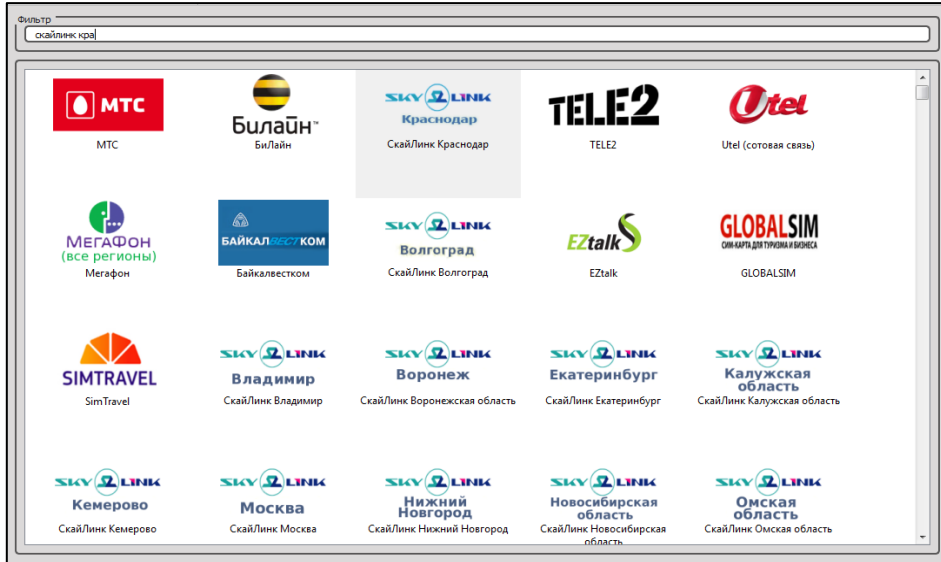 Фильтр
скайлинк кра
МТС
Билайн™
SKY LINK
Краснодар
TELE2
Utel
МТС
БиЛайн
СкайЛинк Краснодар
TELE2
Utel (сотовая связь)
МЕГАФОН
(все регионы)
БАЙКАЛВЕСТКОМ
SKY LINK
Волгоград
EZtalk
GLOBALSIM
СИМ-КАРТА ДЛЯ ТУРИЗМА И БИЗНЕСА
Мегафон
Байкалвестком
СкайЛинк Волгоград
EZtalk
GLOBALSIM
SIMTRAVEL
SKY LINK
Владимир
SKY LINK
Воронеж
SKY LINK
Екатеринбург
SKY LINK
Калужская
область
SimTravel
СкайЛинк Владимир
СкайЛинк Воронежская область
СкайЛинк Екатеринбург
СкайЛинк Калужская область
SKY LINK
Кемерово
SKY LINK
Москва
SKY LINK
Нижний
Новгород
SKY LINK
Новосибирская
область
SKY LINK
Омская
область
СкайЛинк Кемерово
СкайЛинк Москва
СкайЛинк Нижний Новгород
СкайЛинк Новосибирская
область
СкайЛинк Омская область